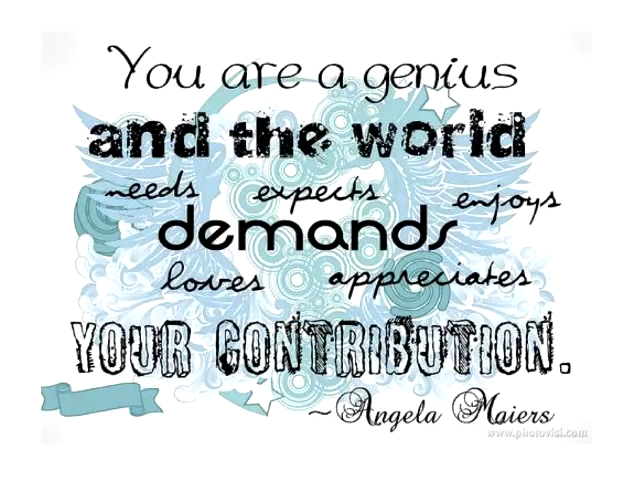 You are a genius
and the world
needs expects enjoys
demands
loves appreciates
YOUR CONTRIBUTION.
~Angela Maiers
www.photovisi.com